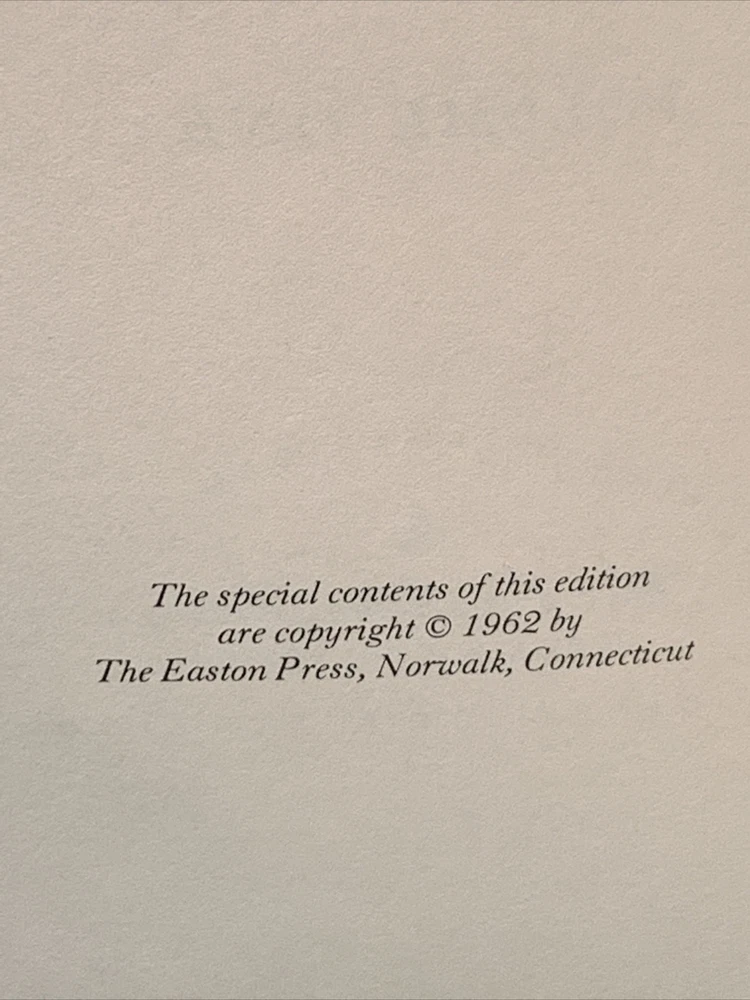 The special contents of this edition
are copyright © 1962 by
The Easton Press, Norwalk, Connecticut